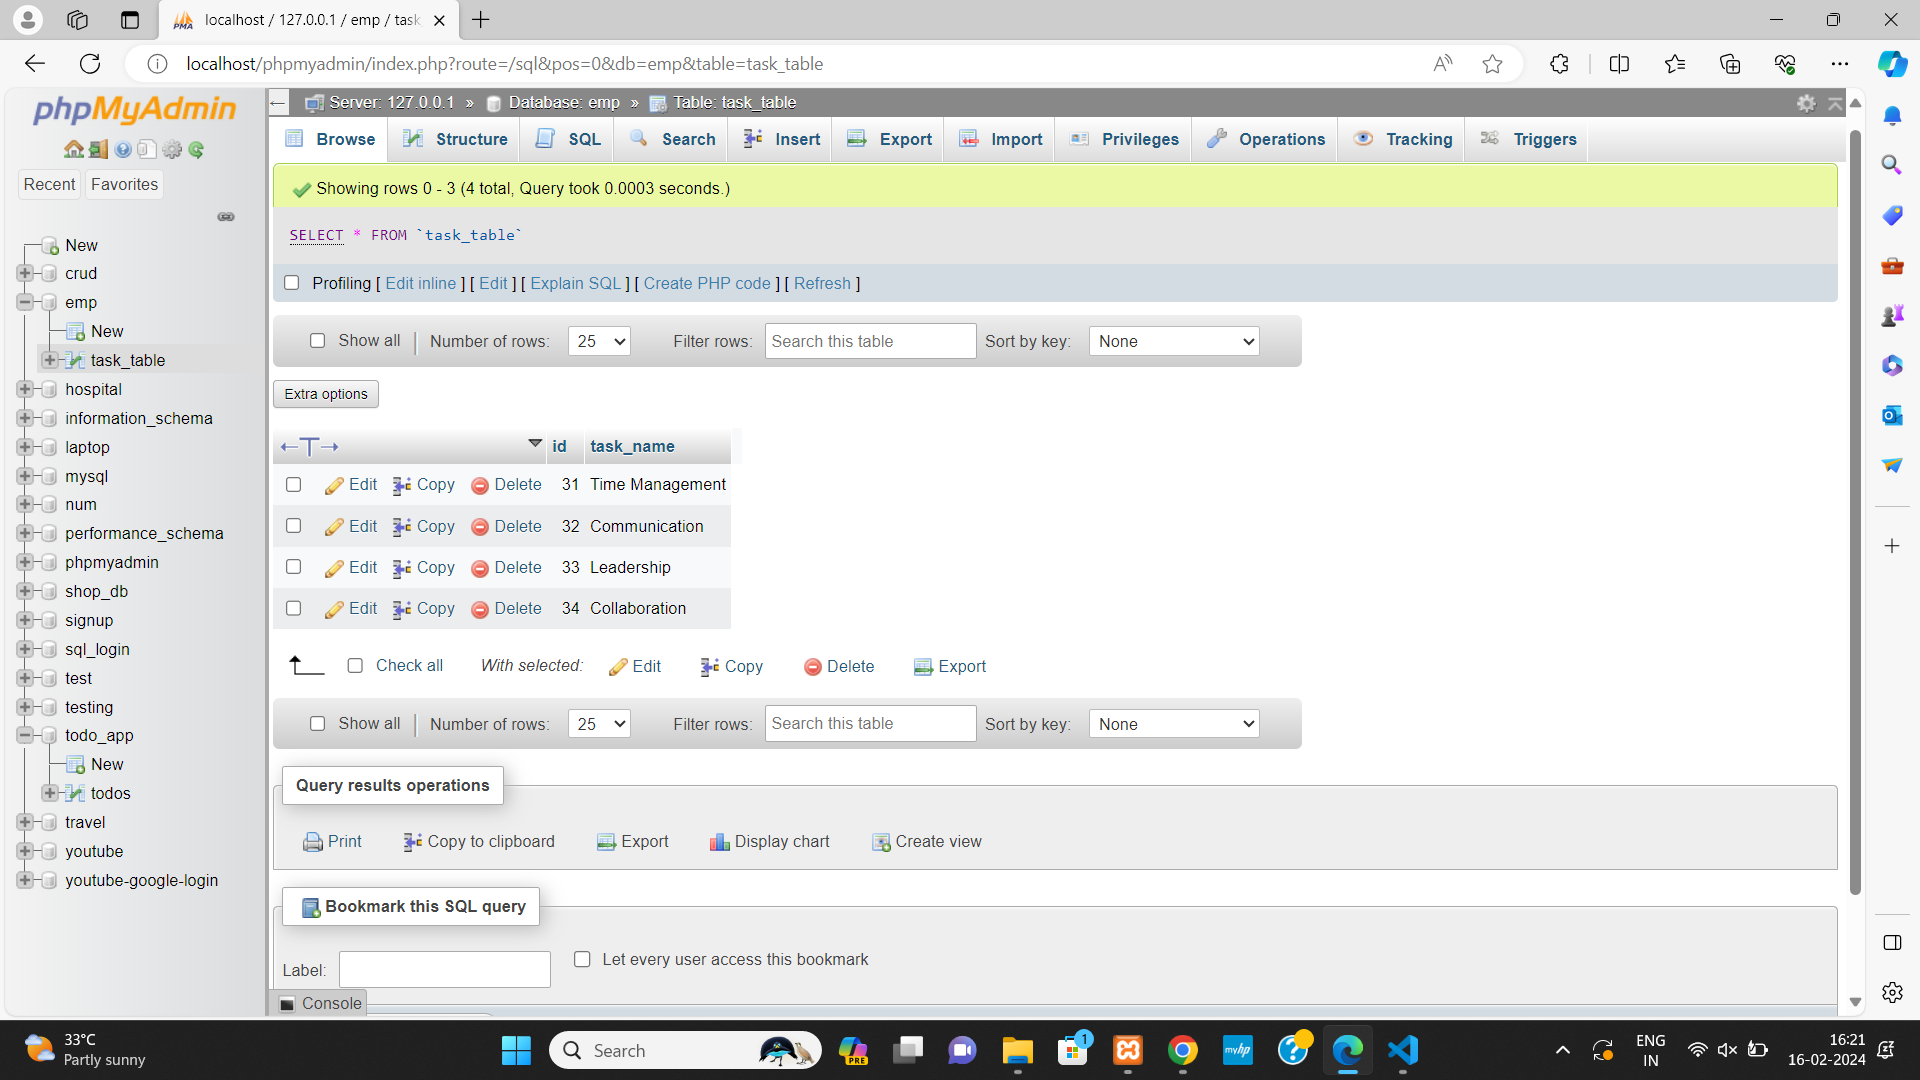 localhost / 127.0.0.1 / emp / task
localhost/phpmyadmin/index.php?route=/sql&pos=0&db=emp&table=task_table
phpMyAdmin
Recent
Favorites
New
crud
emp
New
task_table
hospital
information_schema
laptop
mysql
num
performance_schema
phpmyadmin
shop_db
signup
sql_login
test
testing
todo_app
New
todos
travel
youtube
youtube-google-login
Server: 127.0.0.1 » Database: emp » Table: task_table
Browse Structure SQL Search Insert Export Import Privileges Operations Tracking Triggers
Showing rows 0 - 3 (4 total, Query took 0.0003 seconds.)
SELECT * FROM `task_table`
Profiling [ Edit inline ] [ Edit ] [ Explain SQL ] [ Create PHP code ] [ Refresh ]
Show all Number of rows: 25 Filter rows: Search this table Sort by key: None
Extra options
←T→ id task_name
Edit Copy Delete 31 Time Management
Edit Copy Delete 32 Communication
Edit Copy Delete 33 Leadership
Edit Copy Delete 34 Collaboration
Check all With selected: Edit Copy Delete Export
Show all Number of rows: 25 Filter rows: Search this table Sort by key: None
Query results operations
Print Copy to clipboard Export Display chart Create view
Bookmark this SQL query
Label: Let every user access this bookmark
Console
33°C
Partly sunny
Search
PRE
1
myhp
ENG
IN
16:21
16-02-2024